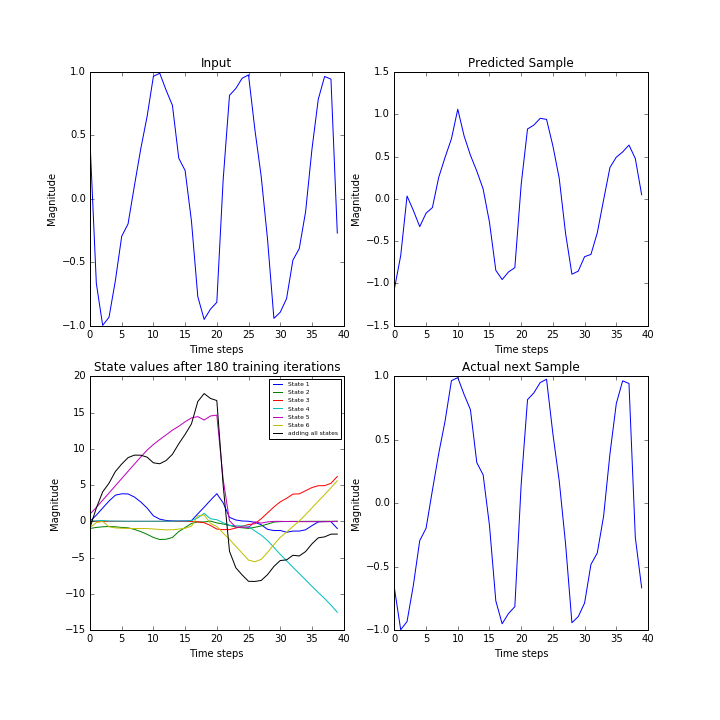 Input
1.0
0.5
0.0
−0.5
−1.0
Magnitude
0 5 10 15 20 25 30 35 40
Time steps
Predicted Sample
1.5
1.0
0.5
0.0
−0.5
−1.0
−1.5
Magnitude
0 5 10 15 20 25 30 35 40
Time steps
State values after 180 training iterations
20
15
10
5
0
−5
−10
−15
Magnitude
State 1
State 2
State 3
State 4
State 5
State 6
adding all states
0 5 10 15 20 25 30 35 40
Time steps
Actual next Sample
1.0
0.5
0.0
−0.5
−1.0
Magnitude
0 5 10 15 20 25 30 35 40
Time steps